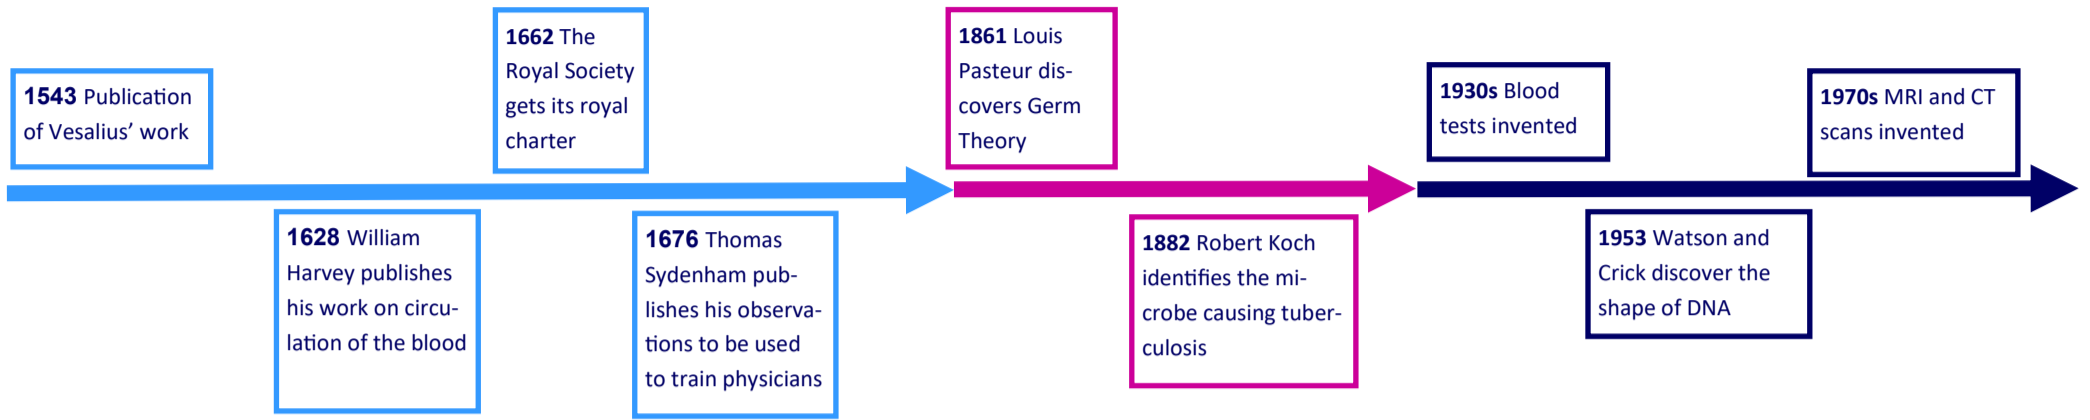 1543 Publication
of Vesalius’ work
1628 William
Harvey publishes
his work on circu-
lation of the blood
1662 The
Royal Society
gets its royal
charter
1676 Thomas
Sydenham pub-
lishes his observa-
tions to be used
to train physicians
1861 Louis
Pasteur dis-
covers Germ
Theory
1882 Robert Koch
identifies the mi-
crobe causing tuber-
culosis
1930s Blood
tests invented
1953 Watson and
Crick discover the
shape of DNA
1970s MRI and CT
scans invented